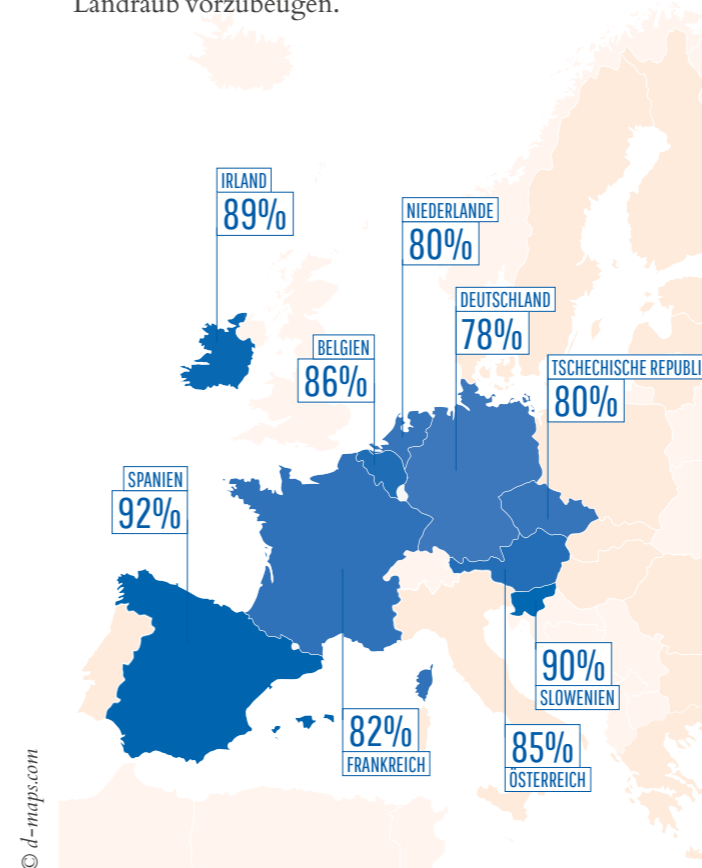 Landraub vorzubeugen.
IRLAND
89%
NIEDERLANDE
80%
DEUTSCHLAND
78%
BELGIEN
86%
TSCHECHISCHE REPUBLI
80%
SPANIEN
92%
90%
SLOWENIEN
82%
FRANKREICH
85%
ÖSTERREICH
© d-maps.com